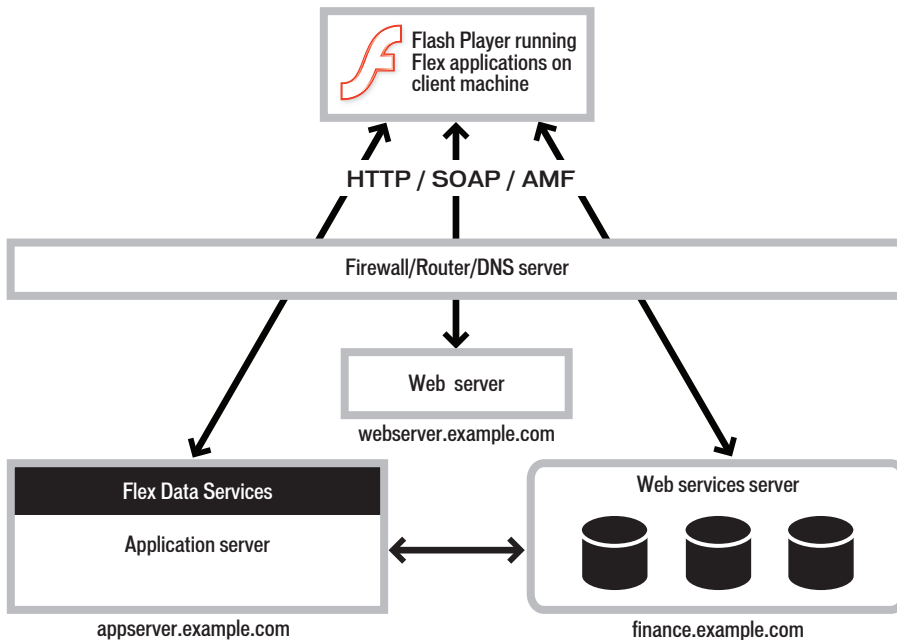 Flash Player running
Flex applications on
client machine
HTTP / SOAP / AMF
Firewall/Router/DNS server
Web server
webserver.example.com
Flex Data Services
Application server
appserver.example.com
Web services server
finance.example.com